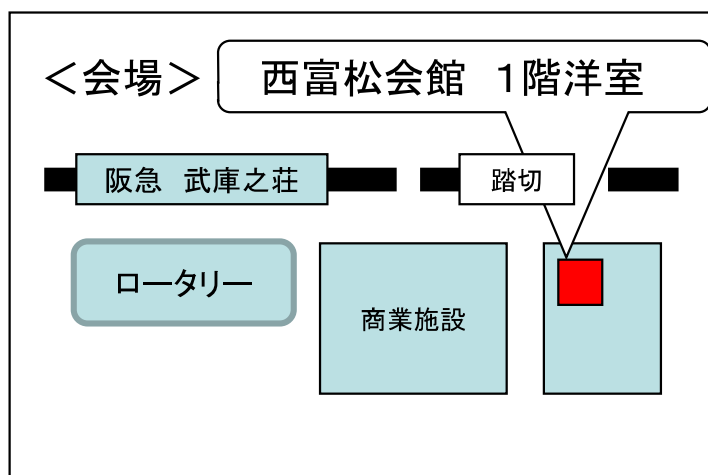 ＜会場＞ 西富松会館　１階洋室
阪急　武庫之荘
踏切
ロータリー
商業施設